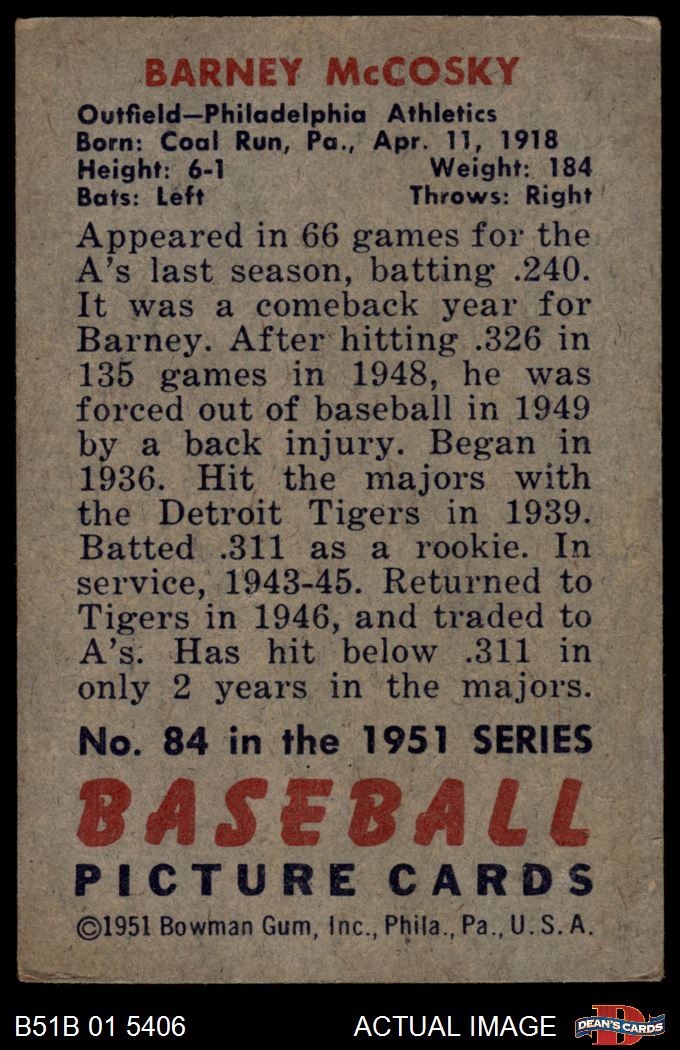 BARNEY McCOSKY
Outfield—Philadelphia Athletics
Born: Coal Run, Pa., Apr. 11, 1918
Height: 6-1 Weight: 184
Bats: Left Throws: Right
Appeared in 66 games for the
A's last season, batting .240.
It was a comeback year for
Barney. After hitting .326 in
135 games in 1948, he was
forced out of baseball in 1949
by a back injury. Began in
1936. Hit the majors with
the Detroit Tigers in 1939.
Batted .311 as a rookie. In
service, 1943-45. Returned to
Tigers in 1946, and traded to
A's. Has hit below .311 in
only 2 years in the majors.
No. 84 in the 1951 SERIES
BASEBALL
PICTURE CARDS
©1951 Bowman Gum, Inc., Phila., Pa., U. S. A.
B51B 01 5406 ACTUAL IMAGE D DEAN'S CARDS